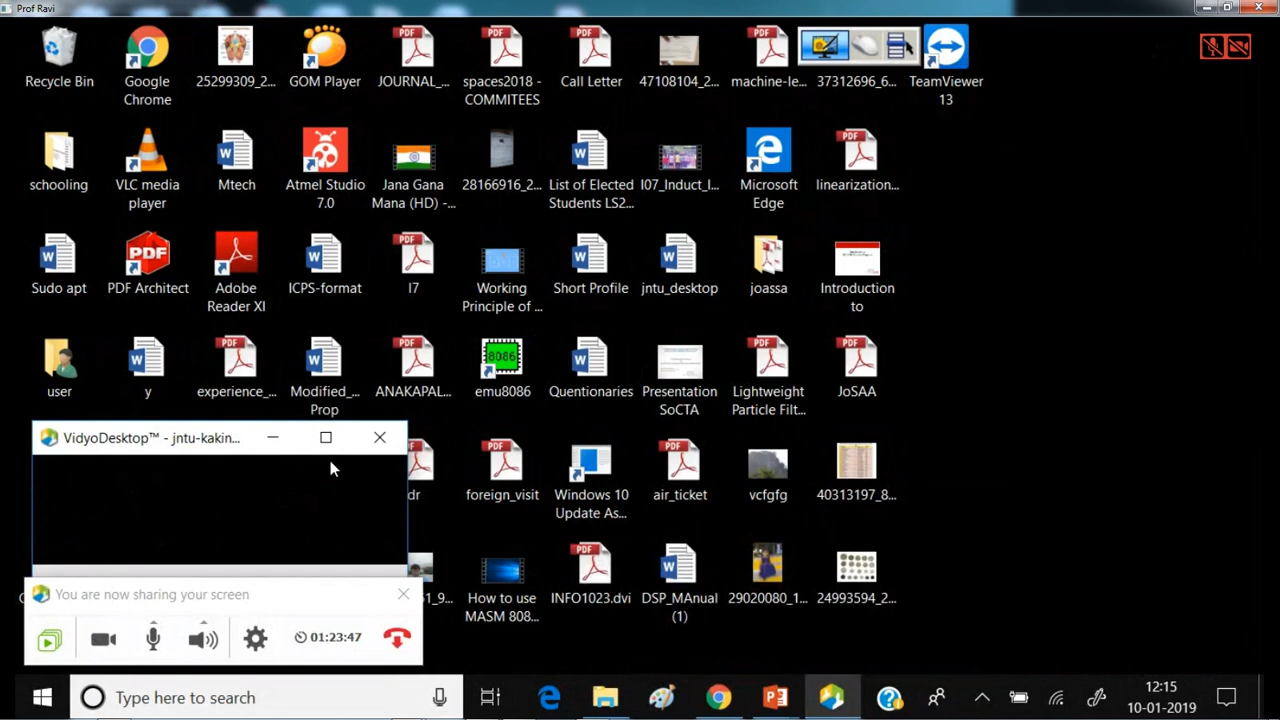 Prof Ravi
Recycle Bin
Google
Chrome
25299309_2...
GOM Player
JOURNAL_...
spaces2018 -
COMMITEES
Call Letter
47108104_2...
machine-le...
37312696_6...
TeamViewer
13
schooling
VLC media
player
Mtech
Atmel Studio
7.0
Jana Gana
Mana (HD) -...
28166916_2...
List of Elected
Students LS2...
I07_Induct_I...
Microsoft
Edge
linearization...
Sudo apt
PDF Architect
Adobe
Reader XI
ICPS-format
I7
Working
Principle of ...
Short Profile
jntu_desktop
joassa
Introduction
to
user
y
experience_...
Modified_...
Prop
ANAKAPAL...
8086
emu8086
Quentionaries
Presentation
SoCTA
Lightweight
Particle Filt...
JoSAA
VidyoDesktop™ - jntu-kakin...
dr
foreign_visit
Windows 10
Update As...
air_ticket
vcfgfg
40313197_8...
How to use
MASM 808...
INFO1023.dvi
DSP_MAnual
(1)
29020080_1...
24993594_2...
You are now sharing your screen
01:23:47
Type here to search
12:15
10-01-2019